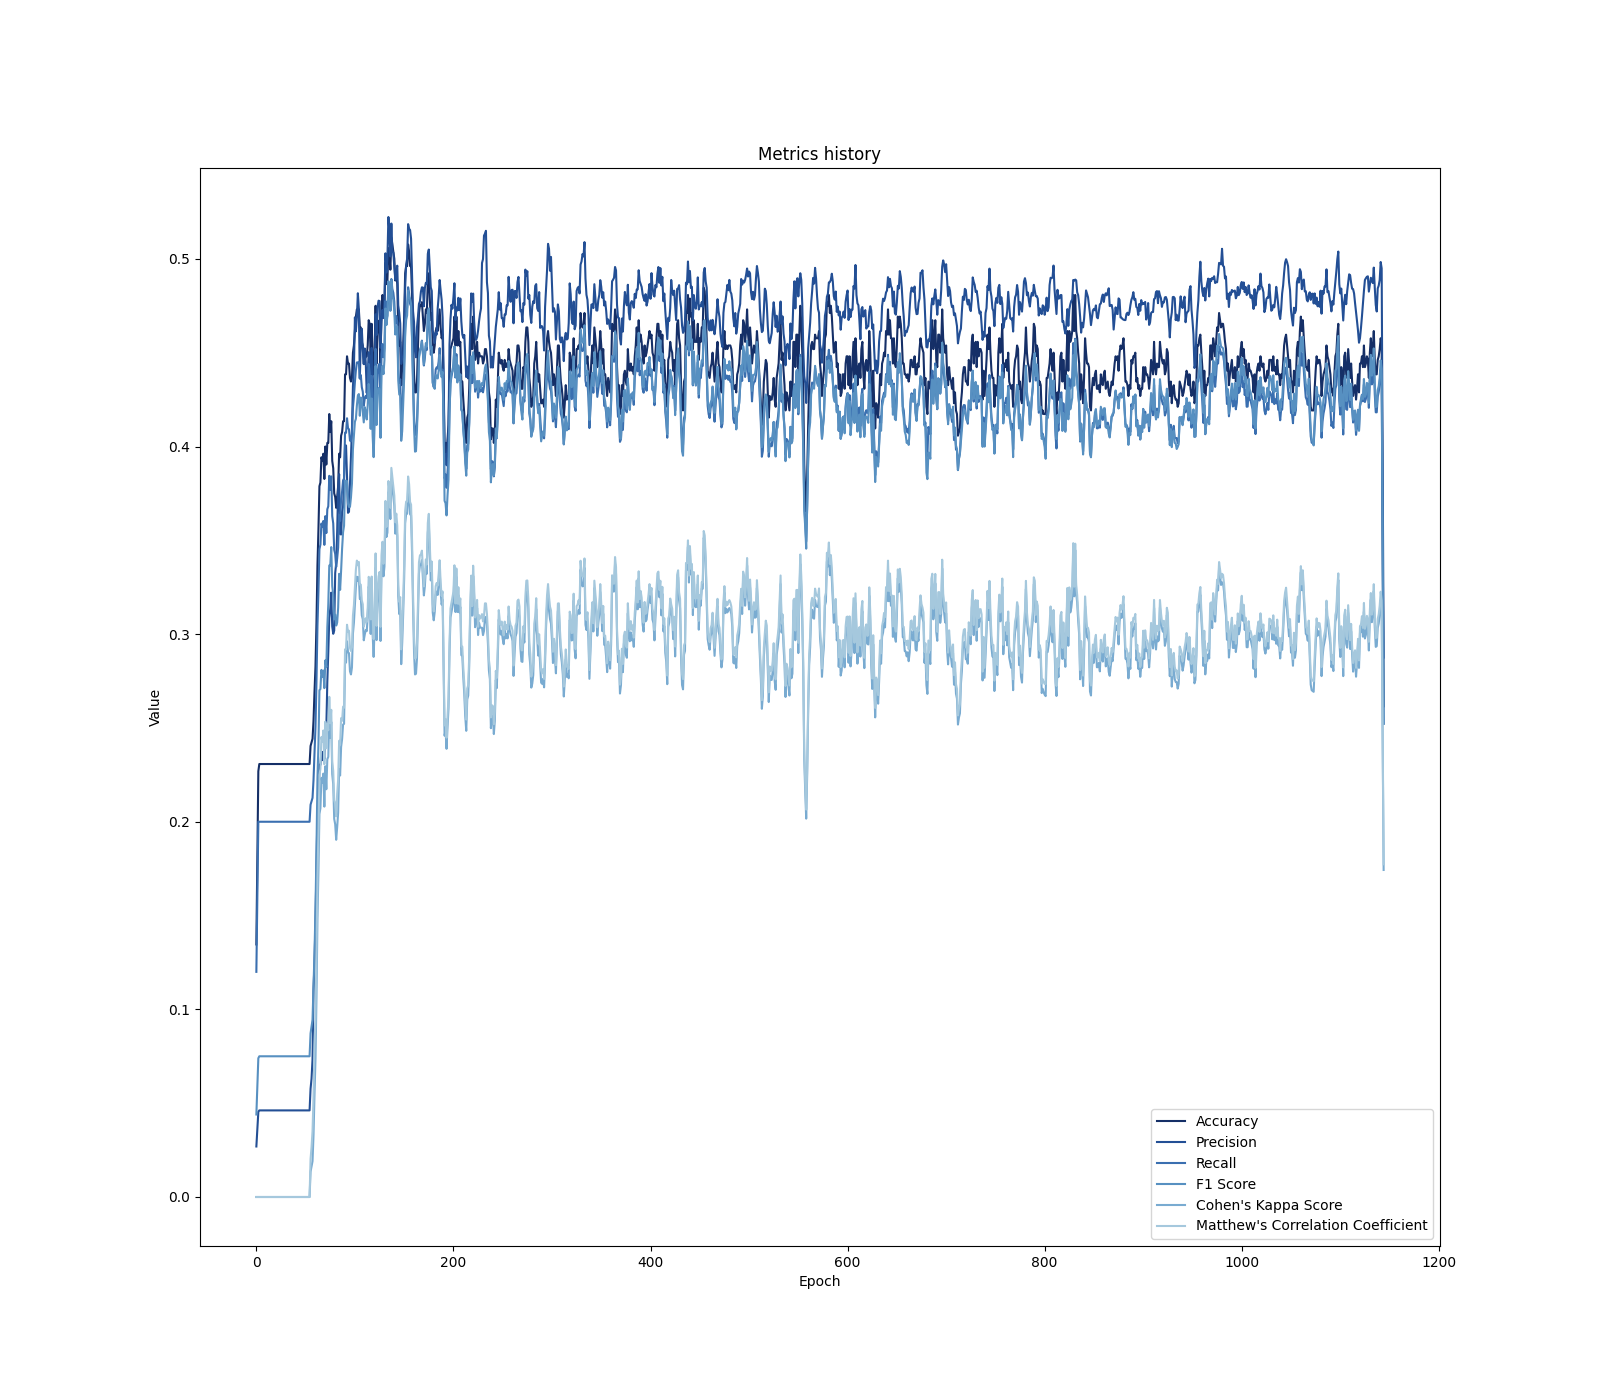 Metrics history
Value
0.5
0.4
0.3
0.2
0.1
0.0
0
200
400
600
800
1000
1200
Epoch
Accuracy
Precision
Recall
F1 Score
Cohen's Kappa Score
Matthew's Correlation Coefficient